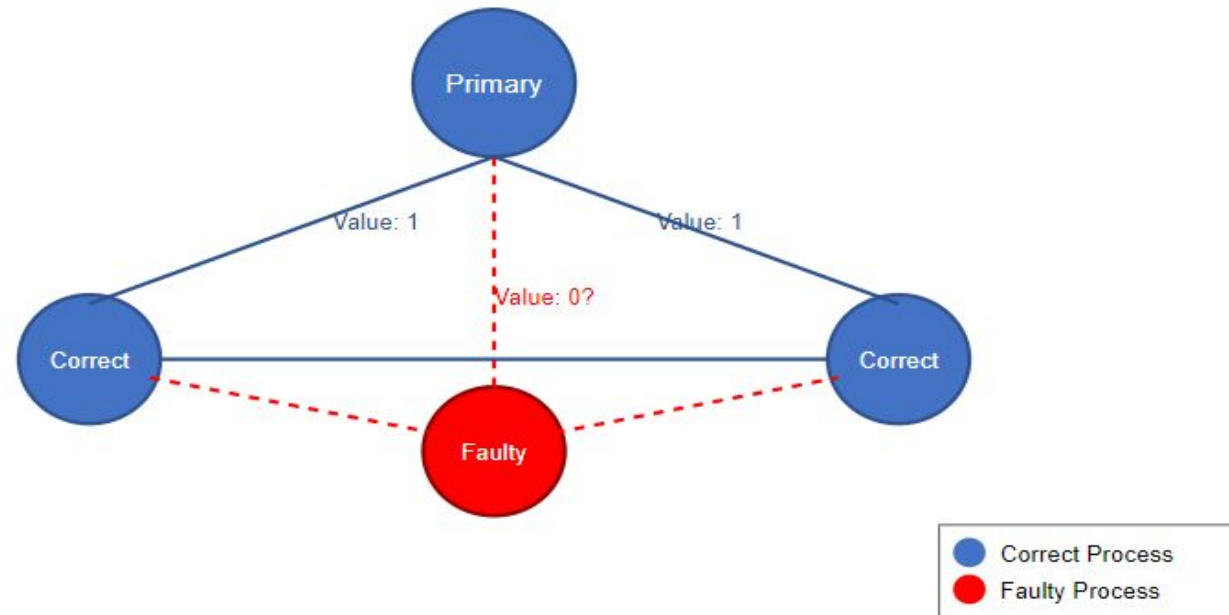 Primary
Value: 1
Value: 1
Value: 0?
Correct
Correct
Faulty
Correct Process
Faulty Process